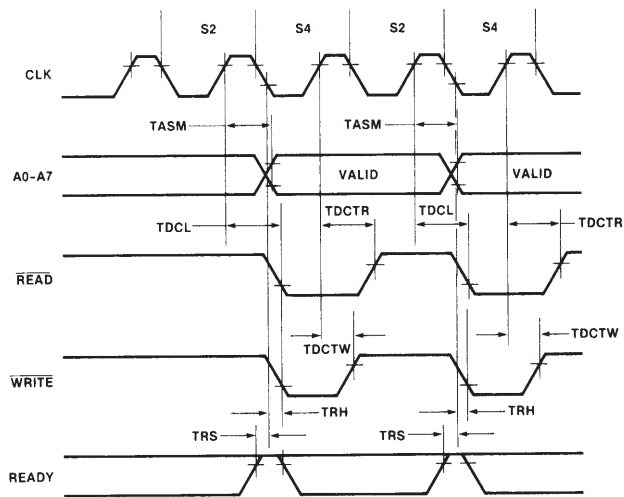 S2 S4 S2 S4
CLK
TASM TASM
A0-A7 VALID VALID
TDCL TDCTR TDCL TDCTR
READ
TDCTW TDCTW
WRITE
TRH TRH
TRS TRS
READY